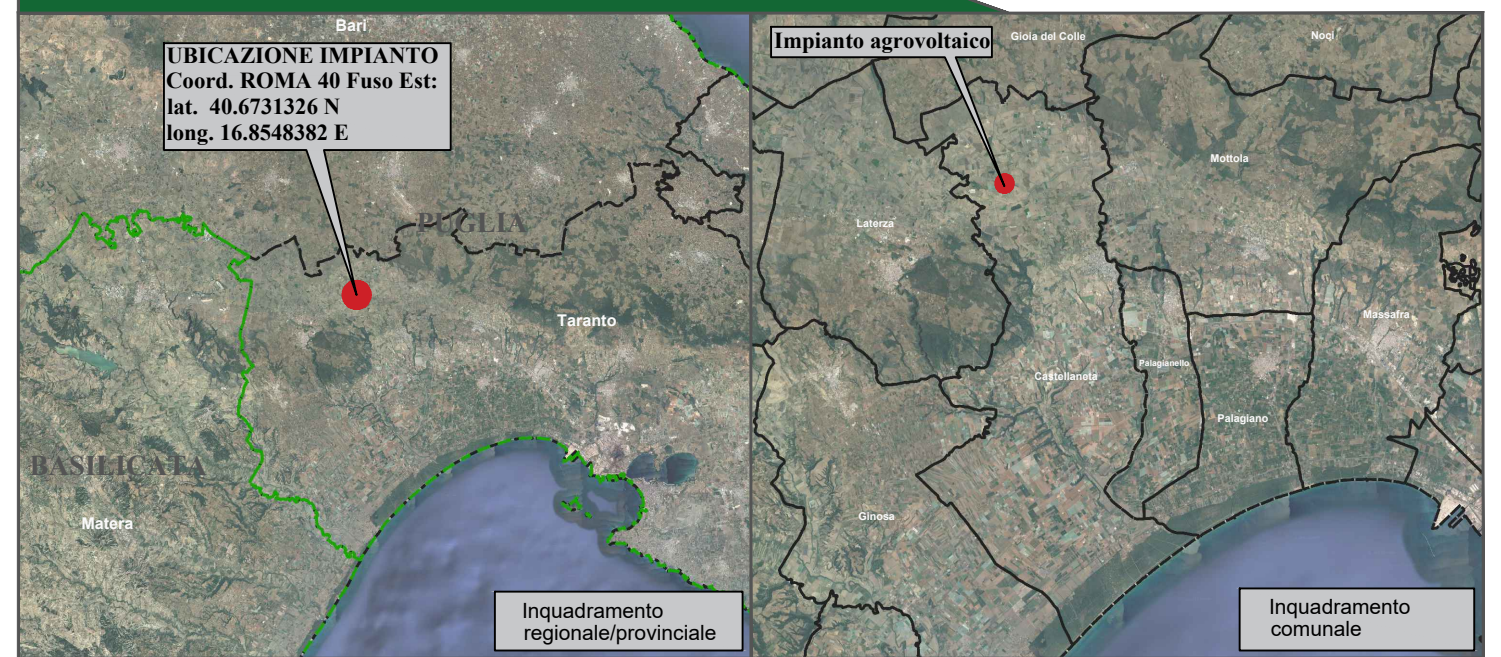 Bari
UBICAZIONE IMPIANTO
Coord. ROMA 40 Fuso Est:
lat. 40.6731326 N
long. 16.8548382 E
PUGLIA
Taranto
BASILICATA
Matera
Inquadramento
regionale/provinciale
Impianto agrovoltaico
Gioia del Colle
Noci
Mottola
Laterza
Massafra
Palagianello
Castellaneta
Palagiano
Ginosa
Inquadramento
comunale